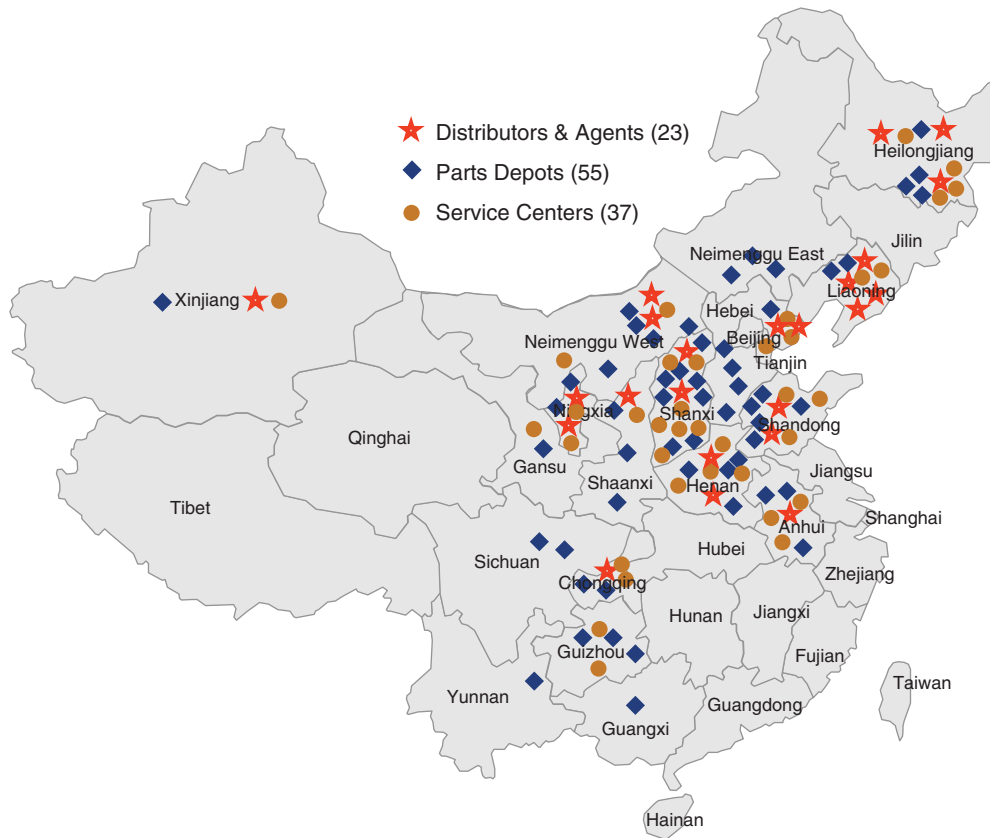 Distributors & Agents (23)
Parts Depots (55)
Service Centers (37)
Heilongjiang
Jilin
Neimenggu East
Liaoning
Xinjiang
Hebei
Beijing
Neimenggu West
Tianjin
Ningxia
Shanxi
Shandong
Qinghai
Gansu
Jiangsu
Shaanxi
Henan
Tibet
Shanghai
Anhui
Hubei
Sichuan
Zhejiang
Chongqing
Hunan
Jiangxi
Guizhou
Fujian
Taiwan
Yunnan
Guangdong
Guangxi
Hainan